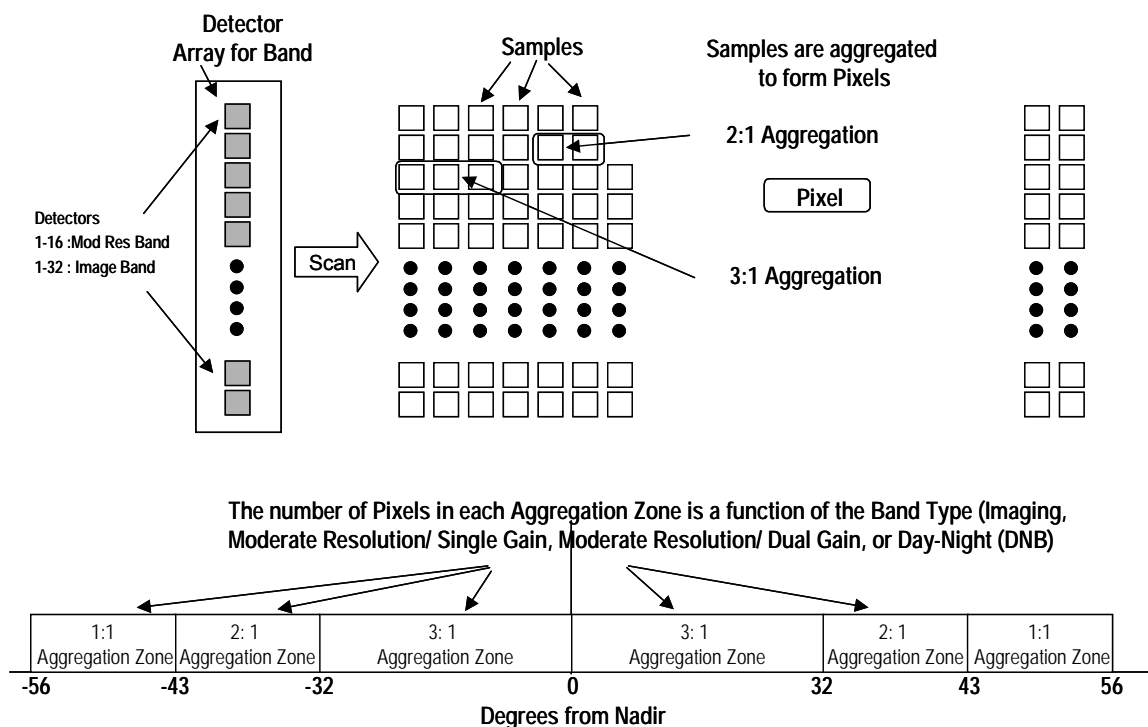 Detector
Array for Band
Samples
Samples are aggregated
to form Pixels
2:1 Aggregation
Pixel
Detectors
1-16 :Mod Res Band
1-32 : Image Band
Scan
3:1 Aggregation
The number of Pixels in each Aggregation Zone is a function of the Band Type (Imaging,
Moderate Resolution/ Single Gain, Moderate Resolution/ Dual Gain, or Day-Night (DNB)
1:1
Aggregation Zone
2: 1
Aggregation Zone
3: 1
Aggregation Zone
3: 1
Aggregation Zone
2: 1
Aggregation Zone
1:1
Aggregation Zone
-56 -43 -32 0 32 43 56
Degrees from Nadir